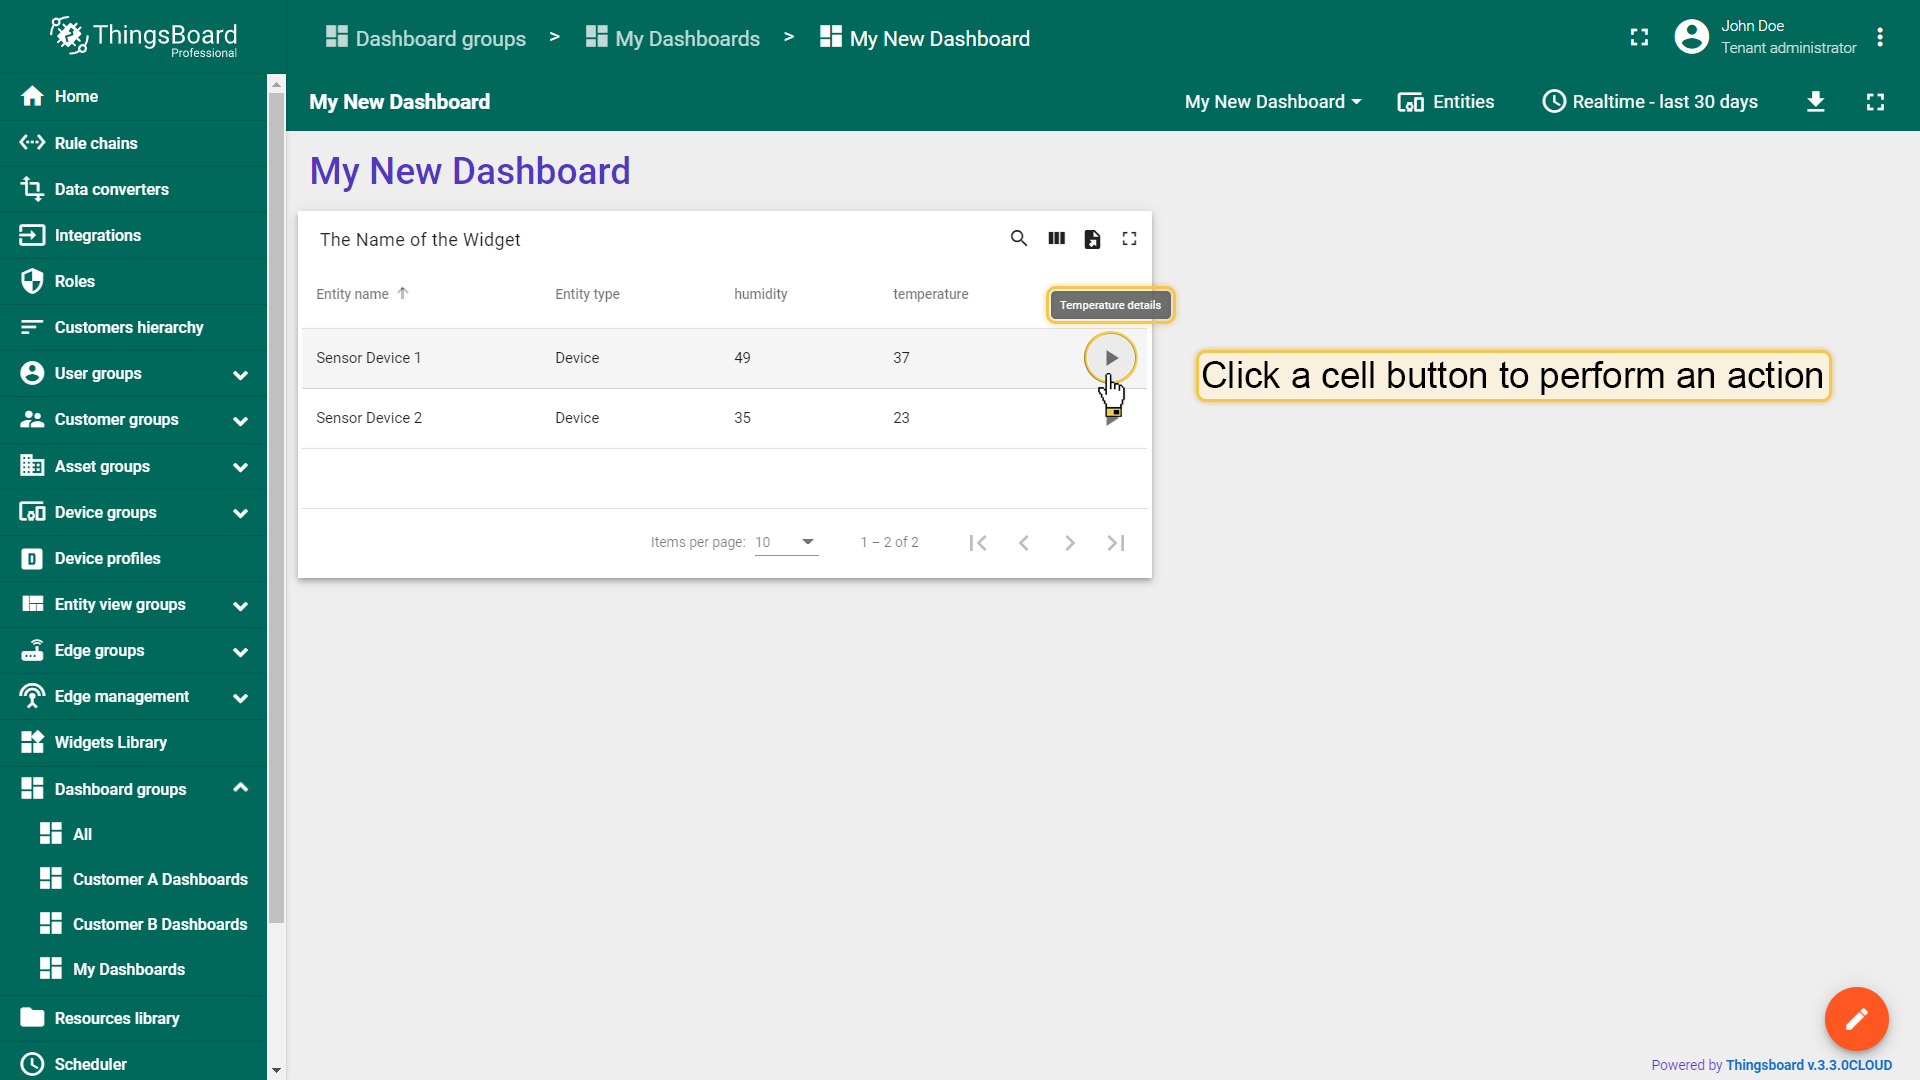 ThingsBoard
Professional
Dashboard groups > My Dashboards > My New Dashboard
John Doe
Tenant administrator
My New Dashboard
My New Dashboard
Entities
Realtime - last 30 days
Home
Rule chains
Data converters
Integrations
Roles
Customers hierarchy
User groups
Customer groups
Asset groups
Device groups
D Device profiles
Entity view groups
Edge groups
Edge management
Widgets Library
Dashboard groups
All
Customer A Dashboards
Customer B Dashboards
My Dashboards
Resources library
Scheduler
My New Dashboard
The Name of the Widget
Entity name Entity type humidity temperature
Temperature details
Sensor Device 1 Device 49 37
Sensor Device 2 Device 35 23
Items per page: 10 1 – 2 of 2
Click a cell button to perform an action
Powered by Thingsboard v.3.3.0CLOUD